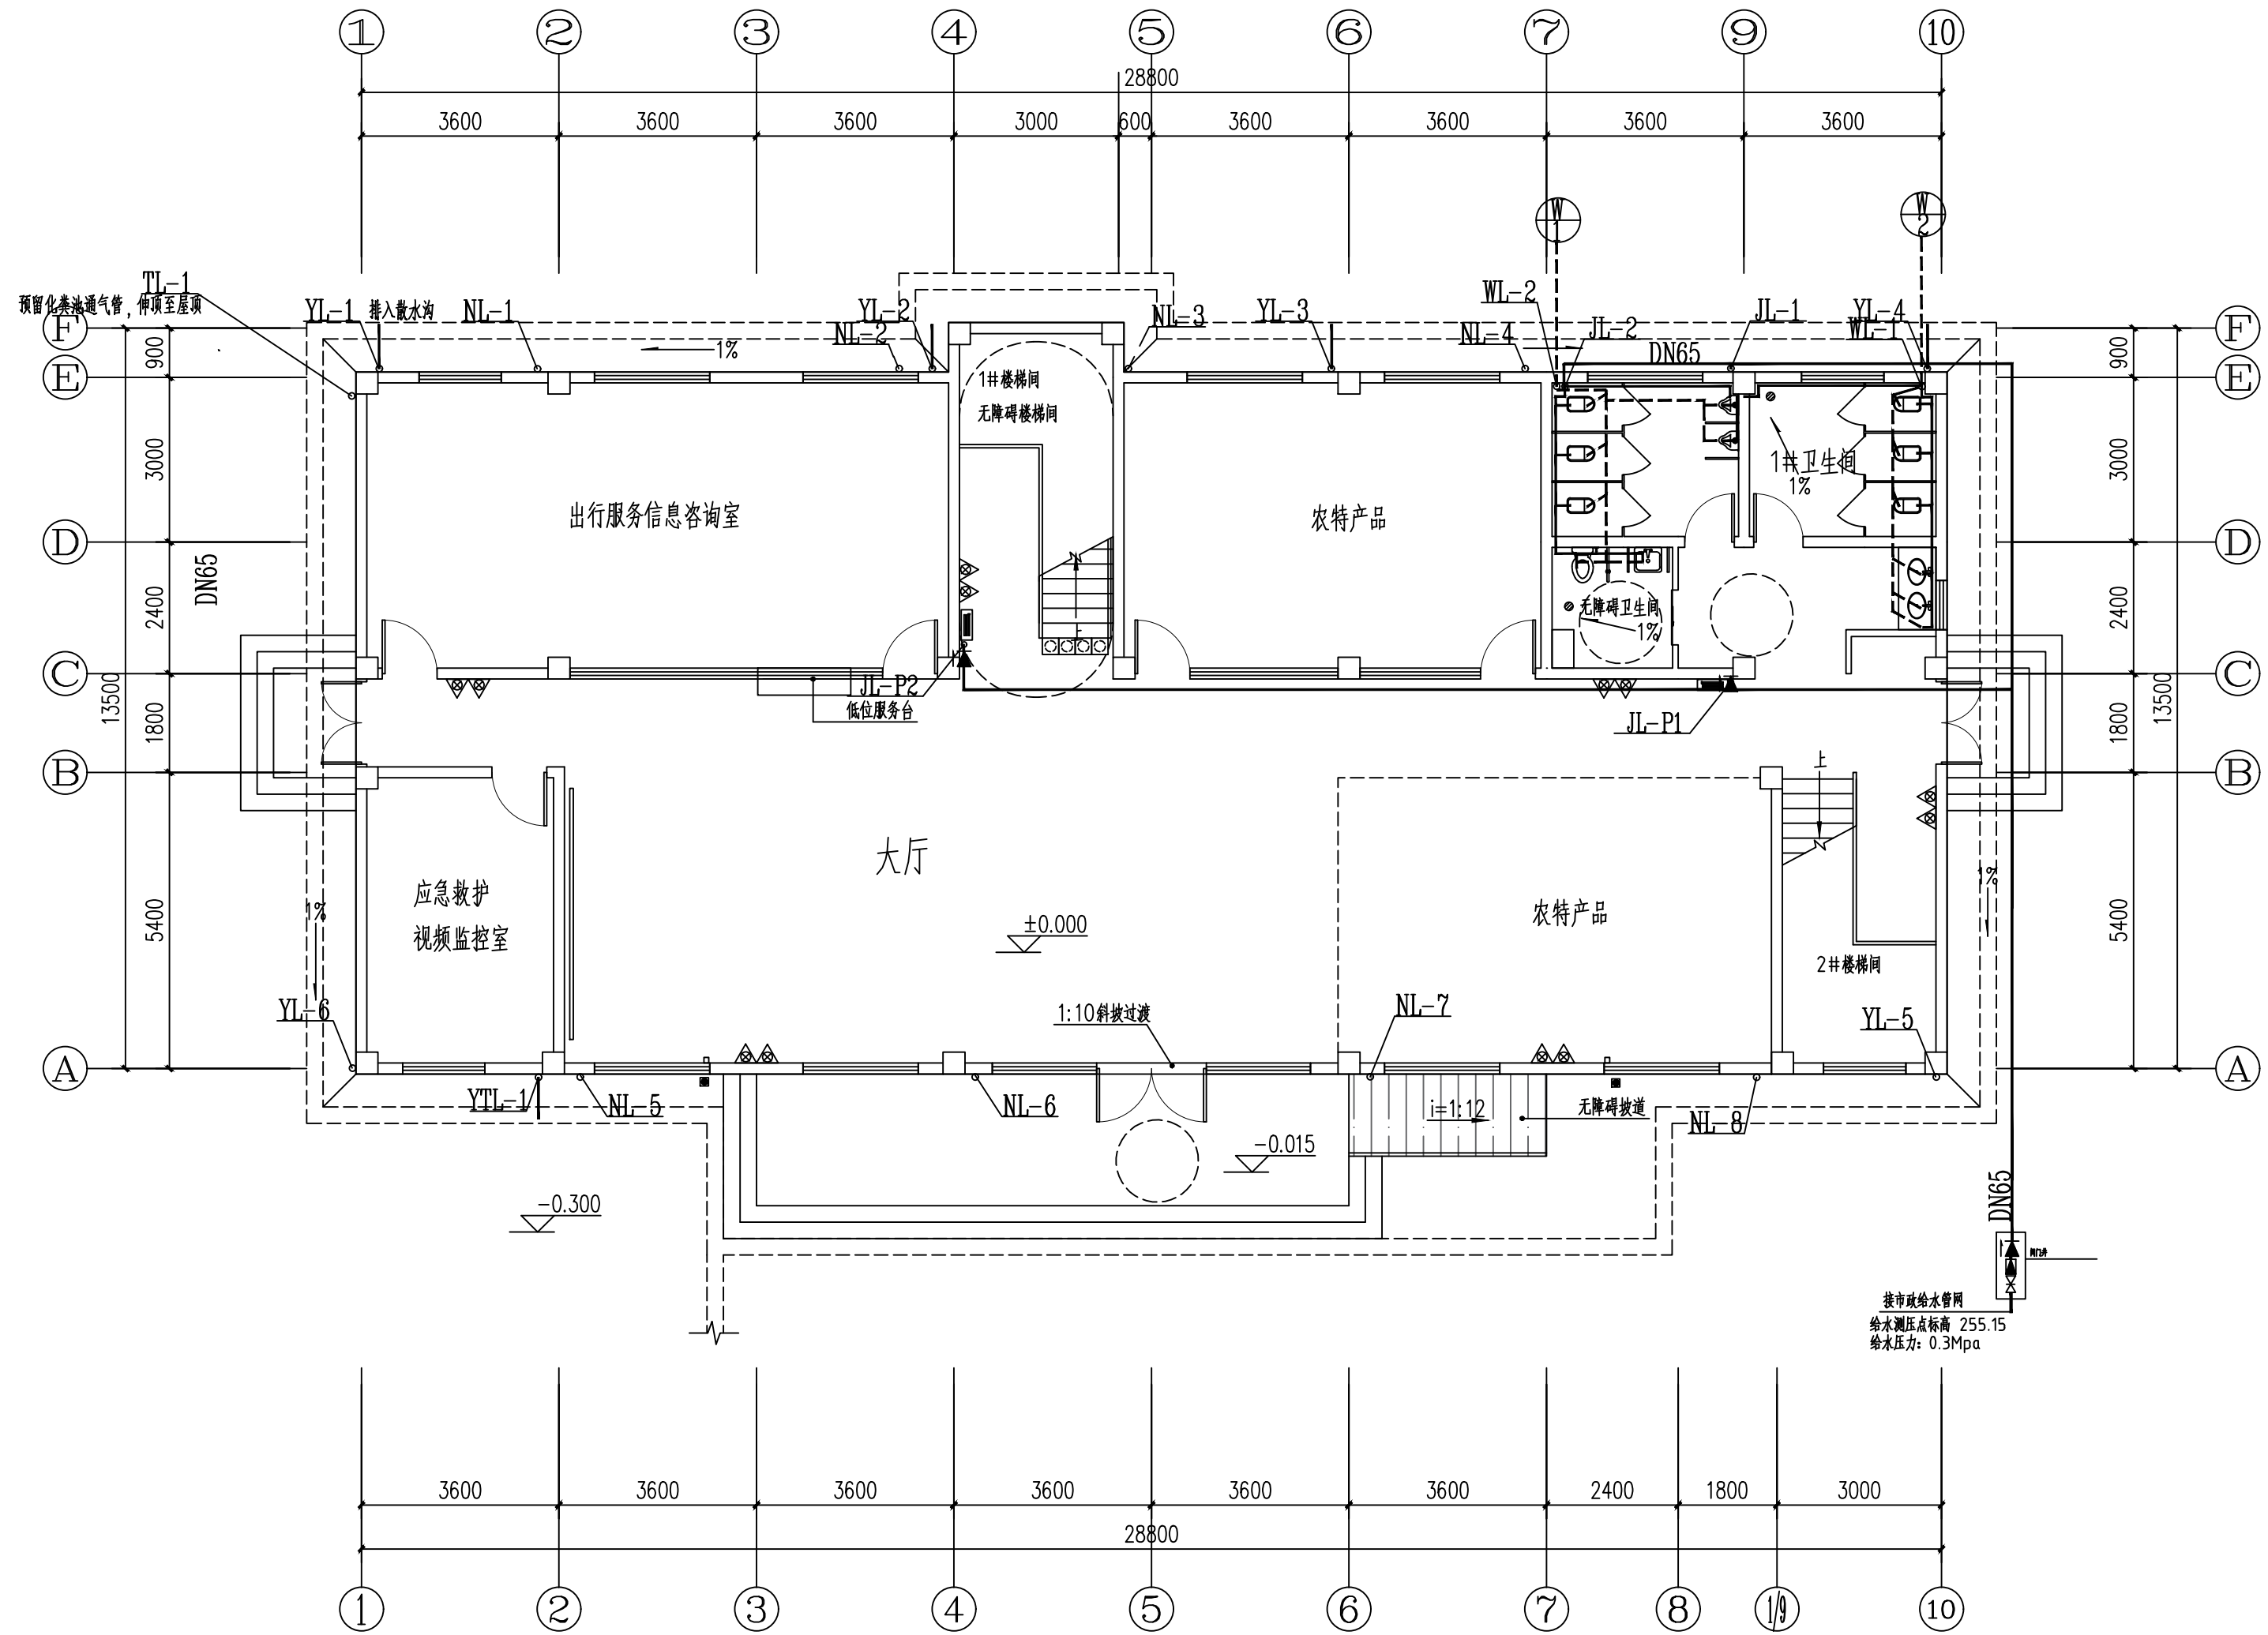 1 2 3 4 5 6 7 9 10
28800
3600 3600 3600 3000 600 3600 3600 3600 3600
W 1
W 2
TL-1
预留化粪池通气管，伸顶至屋顶
YL-1 排入散水沟 NL-1 YL-2 NL-2 NL-3 YL-3 NL-4 WL-2 JL-2 DN65 JL-1 YL-4 WL-1
F F
900 1% 900
E E
1#楼梯间
无障碍楼梯间
3000 3000
1#卫生间
1%
出行服务信息咨询室 农特产品
D D
DN65
2400 2400
无障碍卫生间
1%
上
C C
JL-P2
低位服务台
JL-P1
13500 1800 1800 13500
B B
上
大厅
应急救护
视频监控室
1% 1%
5400 5400
±0.000
农特产品
2#楼梯间
YL-6 1:10斜坡过渡 NL-7 YL-5
A A
YTL-1 NL-5 NL-6 i=1:12 无障碍坡道 NL-8
-0.015
-0.300
DN65
阀门井
接市政给水管网
给水测压点标高 255.15
给水压力: 0.3Mpa
3600 3600 3600 3600 3600 3600 2400 1800 3000
28800
1 2 3 4 5 6 7 8 1/9 10